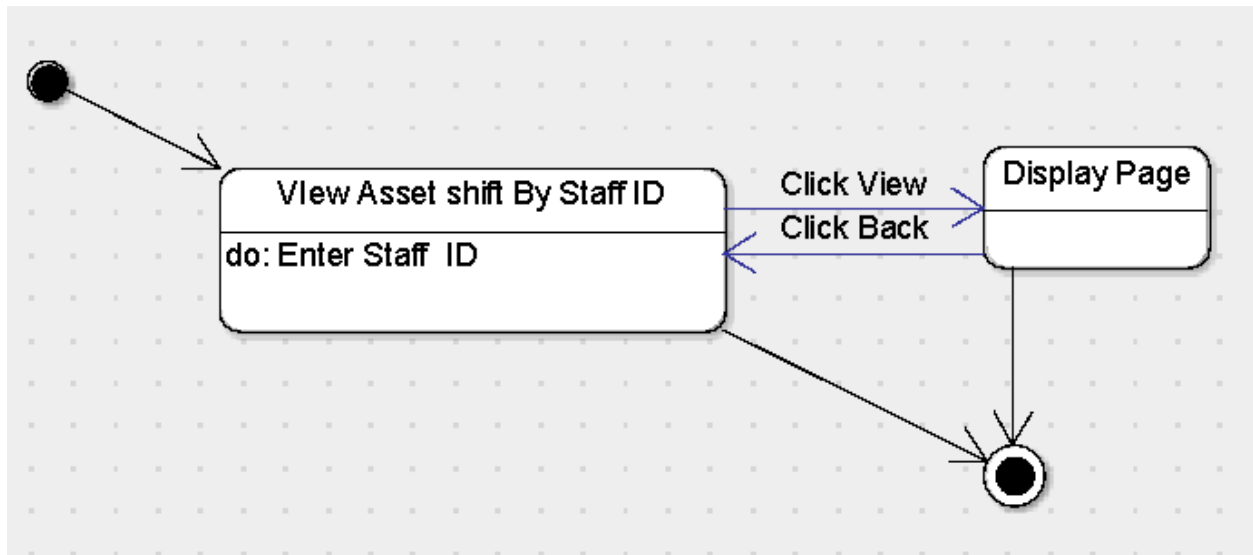 VIew Asset shift By Staff ID
do: Enter Staff ID
Click View
Click Back
Display Page